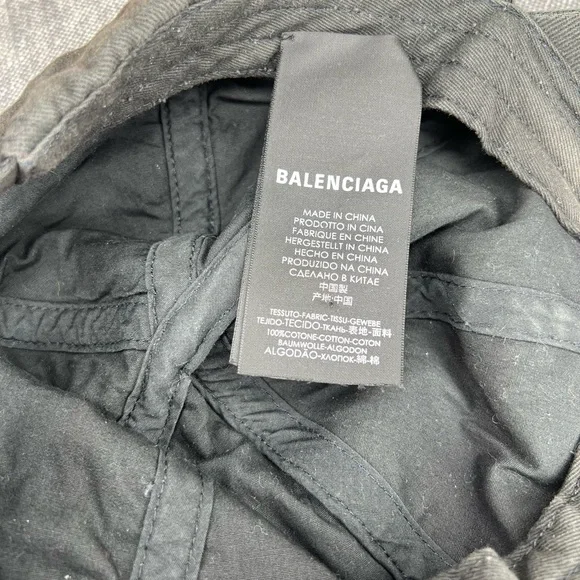 BALENCIAGA
MADE IN CHINA
PRODOTTO IN CINA
FABRIQUE EN CHINE
HERGESTELLT IN CHINA
HECHO EN CHINA
PRODUZIDO NA CHINA
СДЕЛАНО В КИТАЕ
中国製
产地:中国
TESSUTO-FABRIC-TISSU-GEWEBE
TEJIDO-TECIDO-ТКАНЬ-表地-面料
100%COTONE-COTTON-COTON
BAUMWOLLE-ALGODON
ALGODÃO-ХЛОПОК-綿-棉